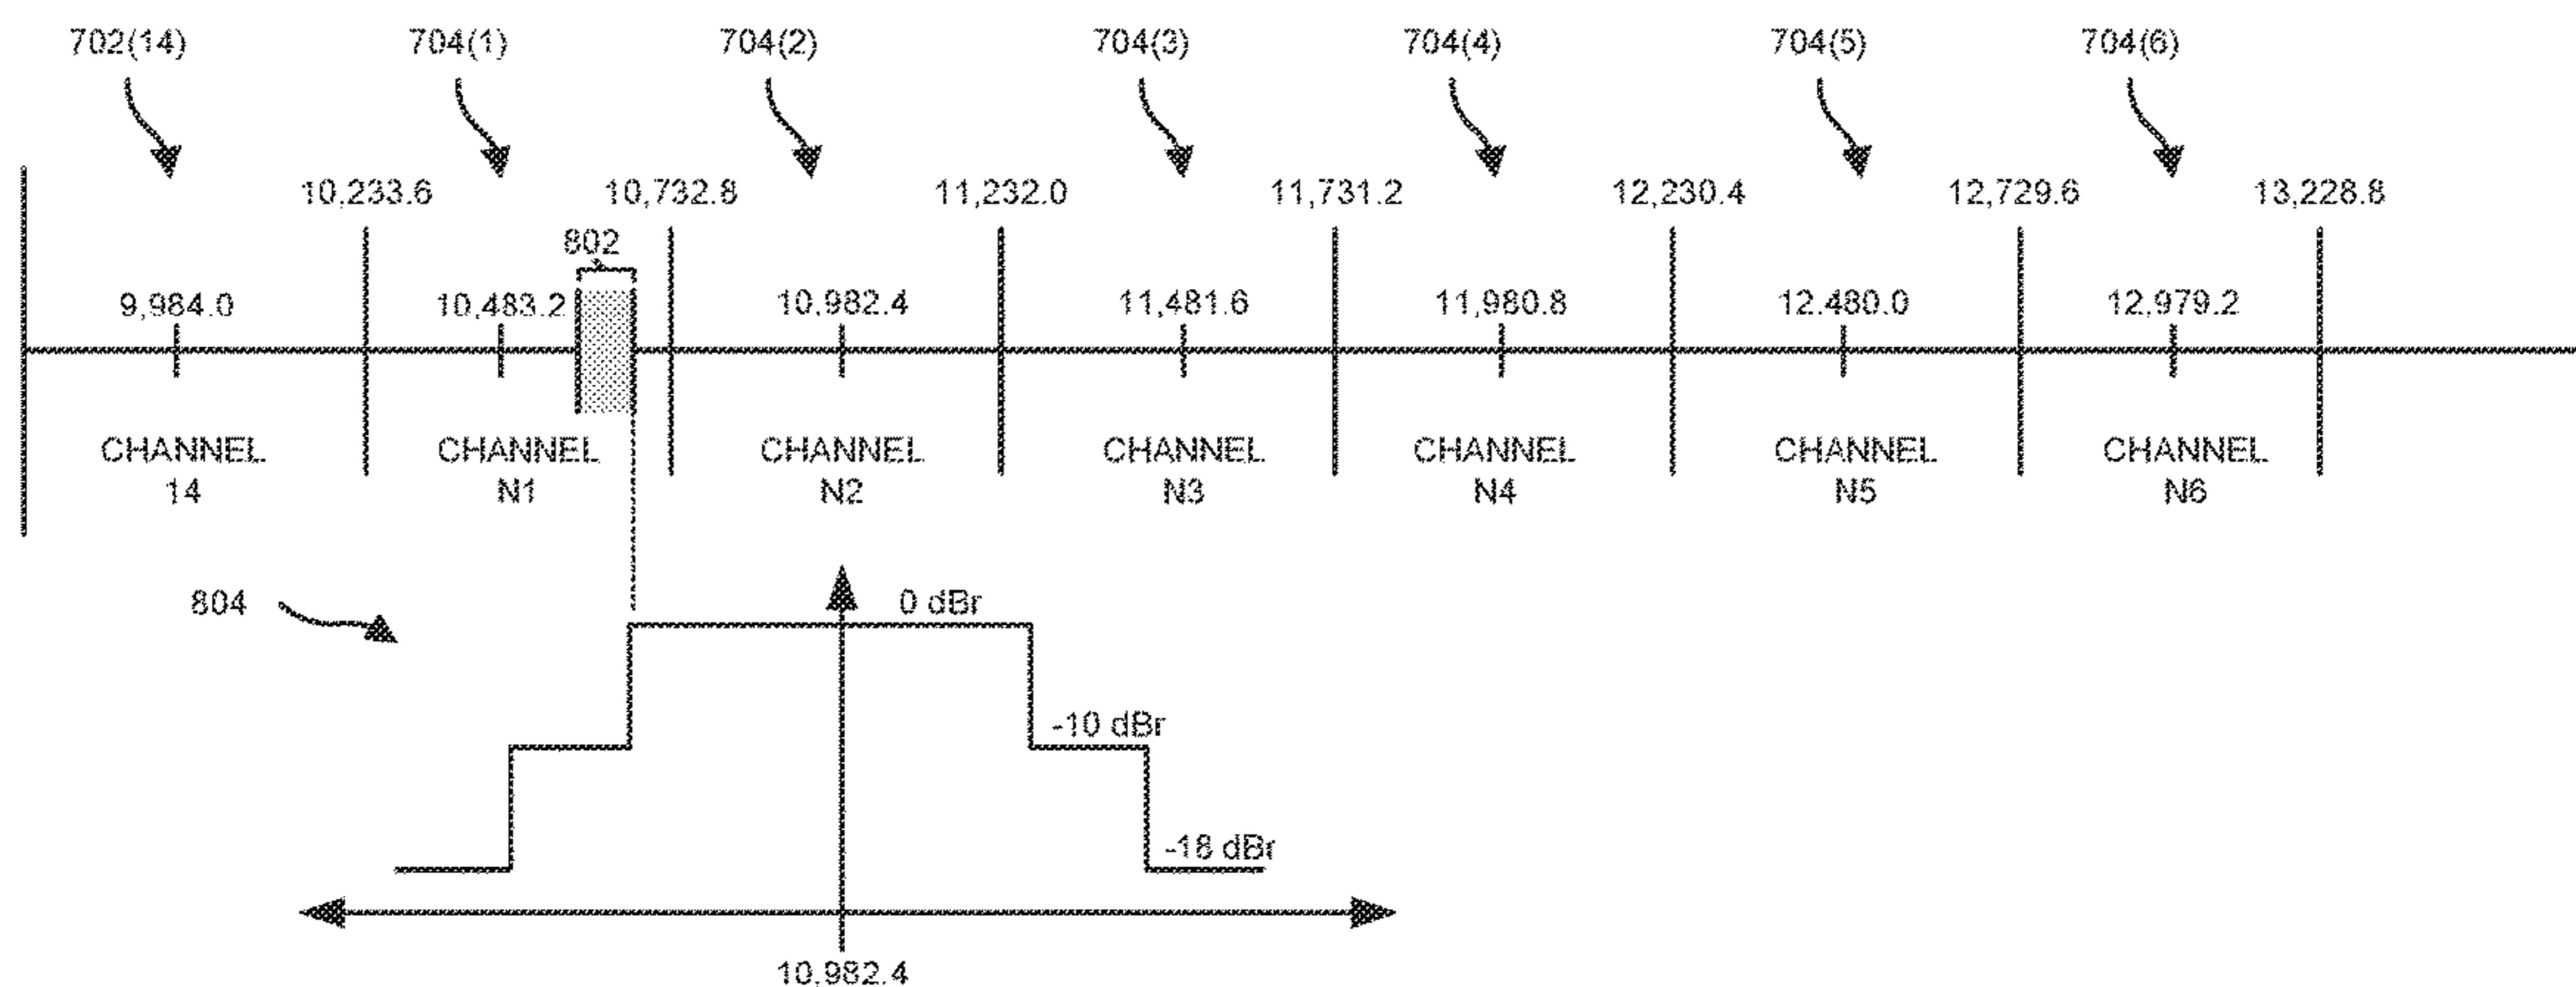 702(14) 704(1) 704(2) 704(3) 704(4) 704(5) 704(6)
10,233.6 10,732.8 11,232.0 11,731.2 12,230.4 12,729.6 13,228.8
802
9,984.0 10,483.2 10,982.4 11,481.6 11,980.8 12.480.0 12,979.2
CHANNEL CHANNEL CHANNEL CHANNEL CHANNEL CHANNEL CHANNEL
14 N1 N2 N3 N4 N5 N6
804 0 dBr
-10 dBr
-18 dBr
10,982.4